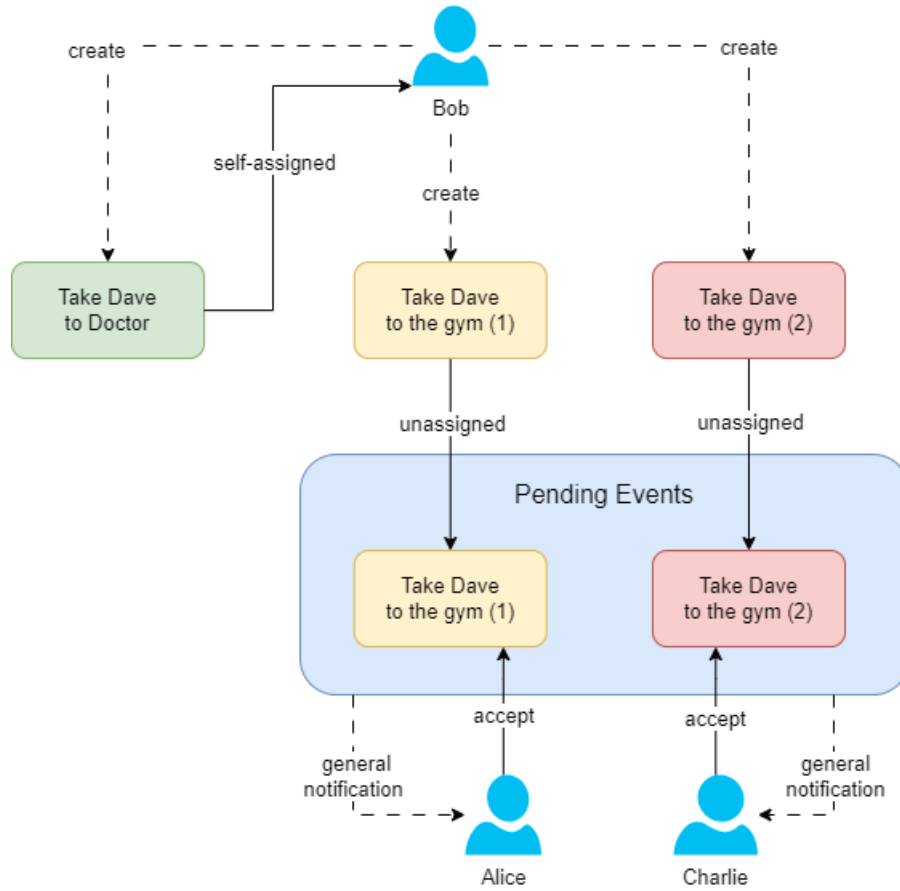 create
create
Bob
self-assigned
create
Take Dave
to Doctor
Take Dave
to the gym (1)
Take Dave
to the gym (2)
unassigned
unassigned
Pending Events
Take Dave
to the gym (1)
Take Dave
to the gym (2)
accept
accept
general
notification
general
notification
Alice
Charlie